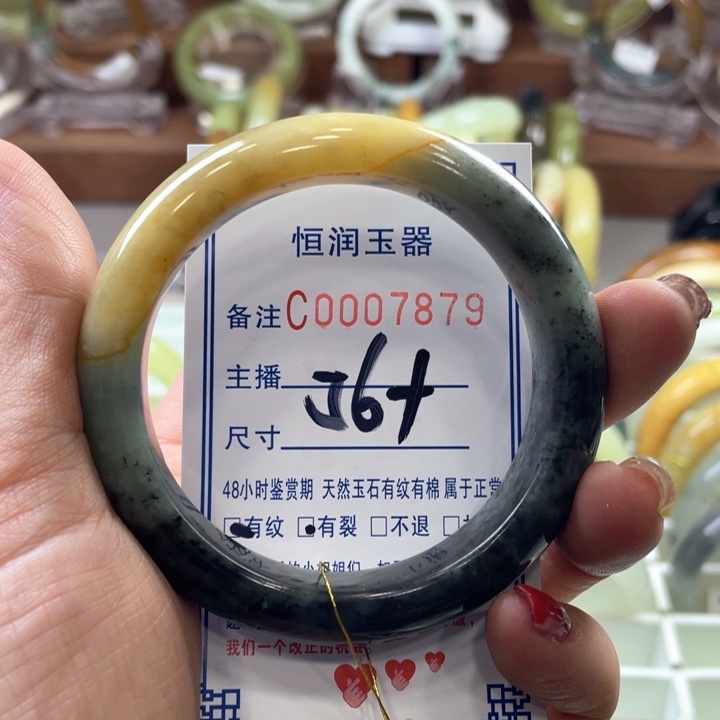 恒润玉器
备注C0007879
主播
J6+
尺寸
48小时鉴赏期 天然玉石有纹有棉属于正常
有纹 有裂 □不退 □
我们一个改正的机会